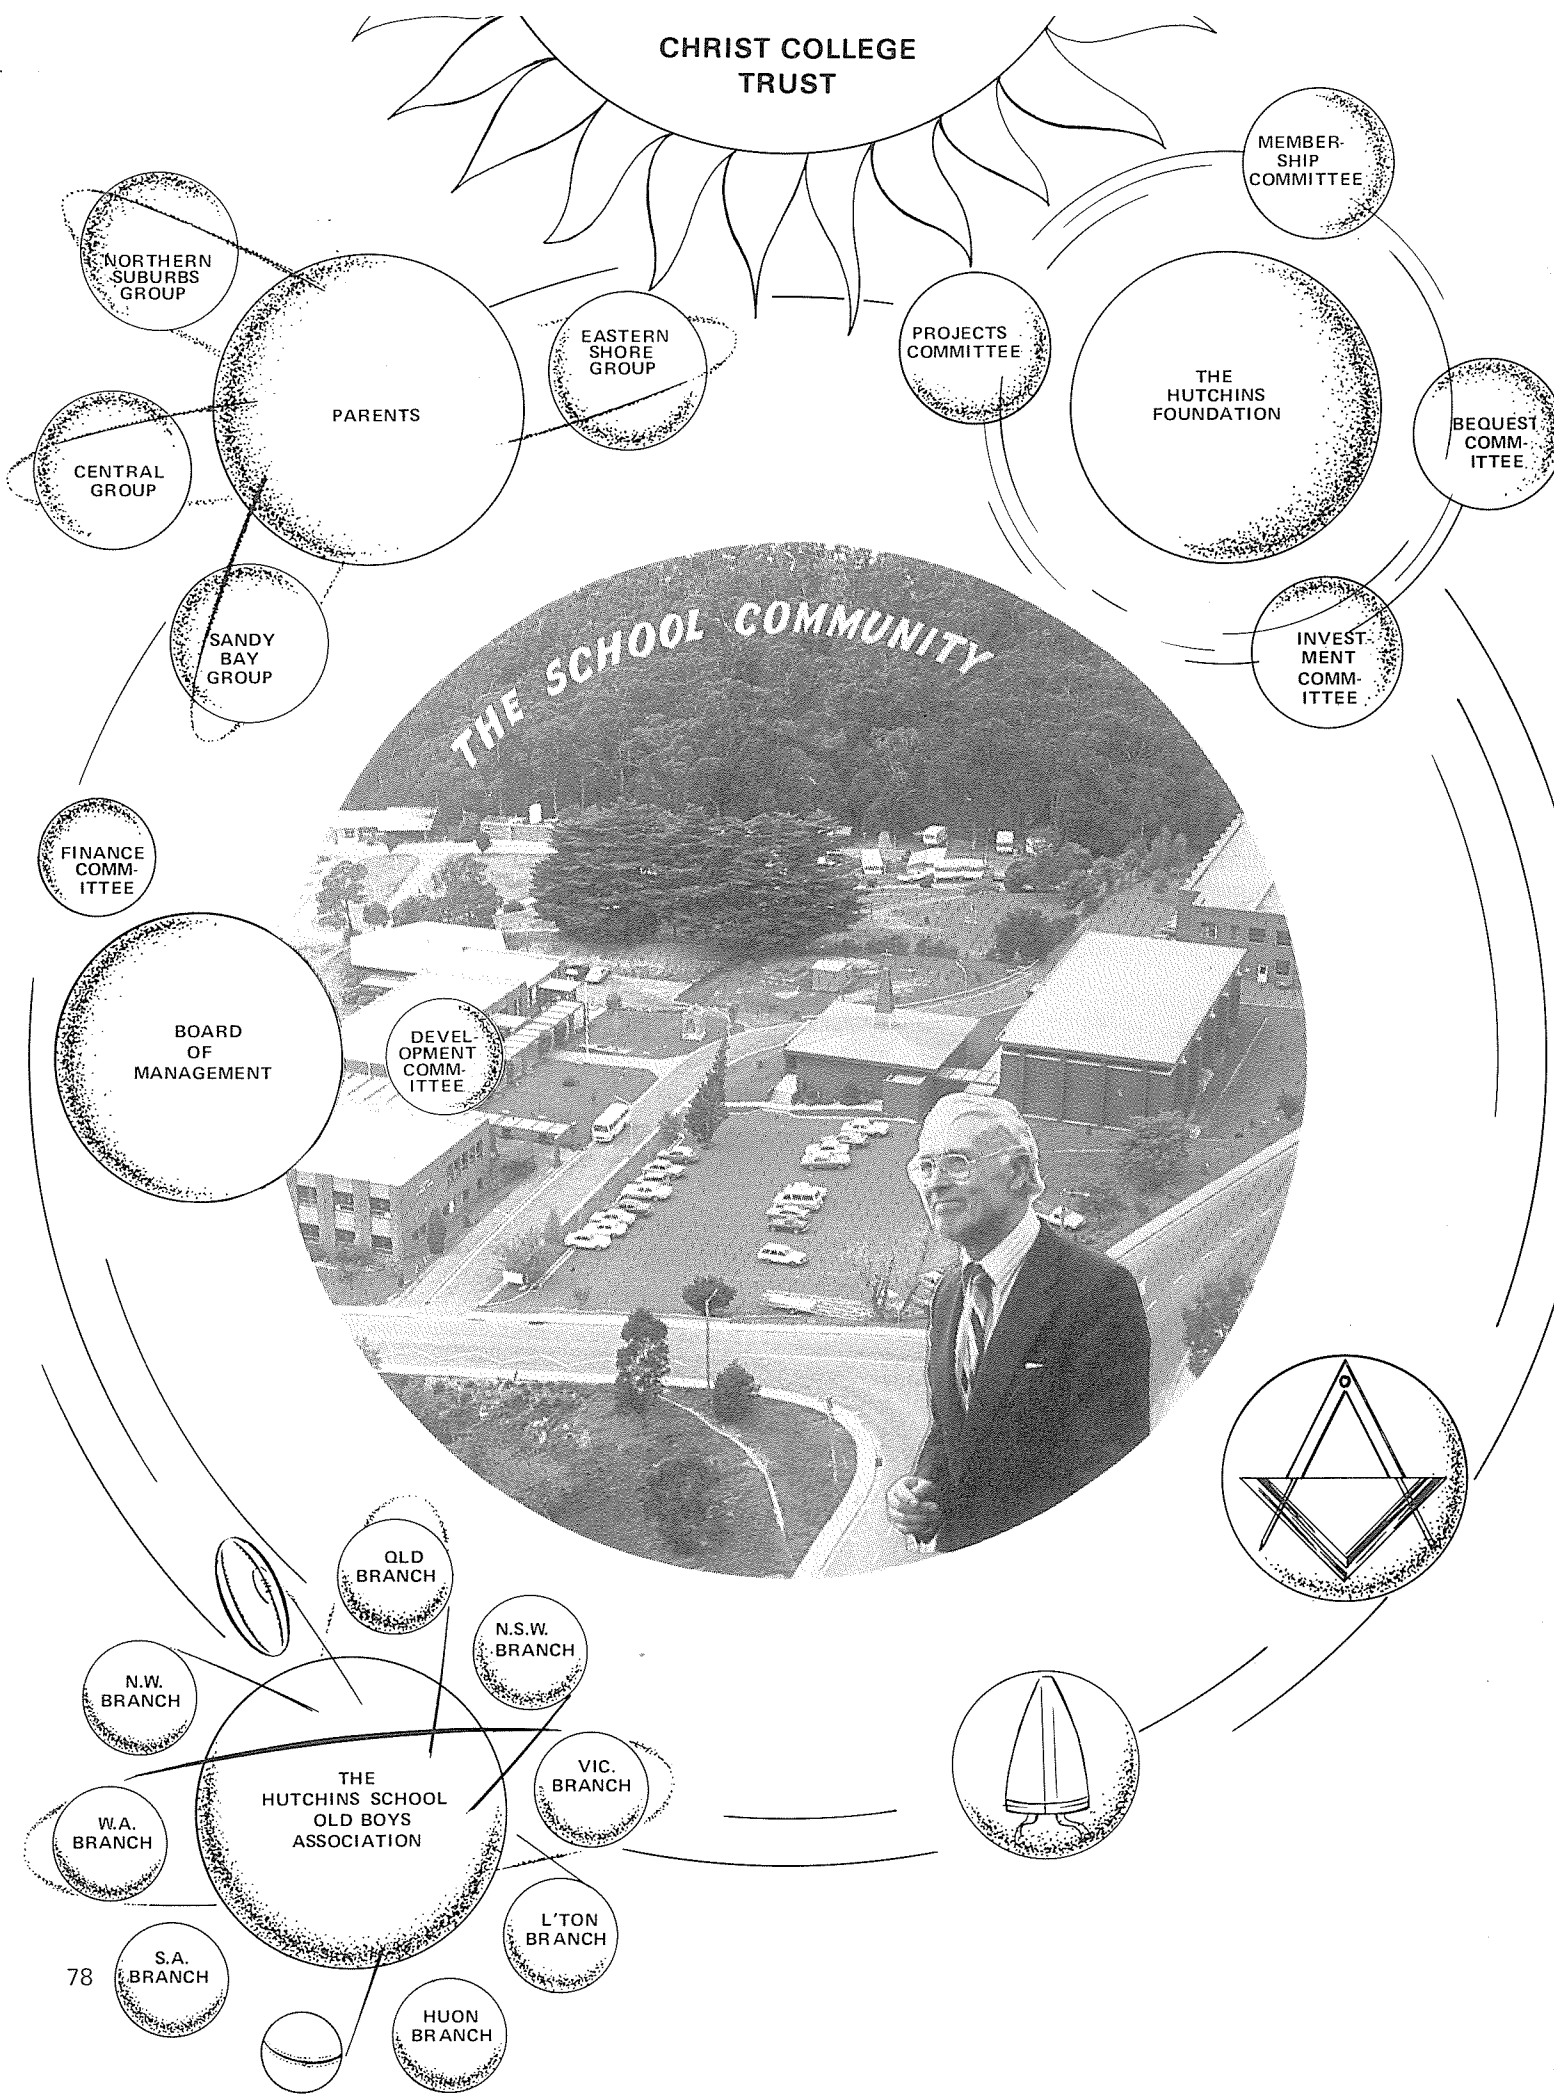 CHRIST COLLEGE
TRUST
MEMBER-
SHIP
COMMITTEE
NORTHERN
SUBURBS
GROUP
EASTERN
SHORE
GROUP
PROJECTS
COMMITTEE
THE
HUTCHINS
FOUNDATION
PARENTS
BEQUEST
COMM-
ITTEE
CENTRAL
GROUP
SANDY
BAY
GROUP
INVEST-
MENT
COMM-
ITTEE
THE SCHOOL COMMUNITY
FINANCE
COMM-
ITTEE
BOARD
OF
MANAGEMENT
DEVEL-
OPMENT
COMM-
ITTEE
QLD
BRANCH
N.S.W.
BRANCH
N.W.
BRANCH
VIC.
BRANCH
THE
HUTCHINS SCHOOL
OLD BOYS
ASSOCIATION
W.A.
BRANCH
L'TON
BRANCH
S.A.
BRANCH
HUON
BRANCH
78